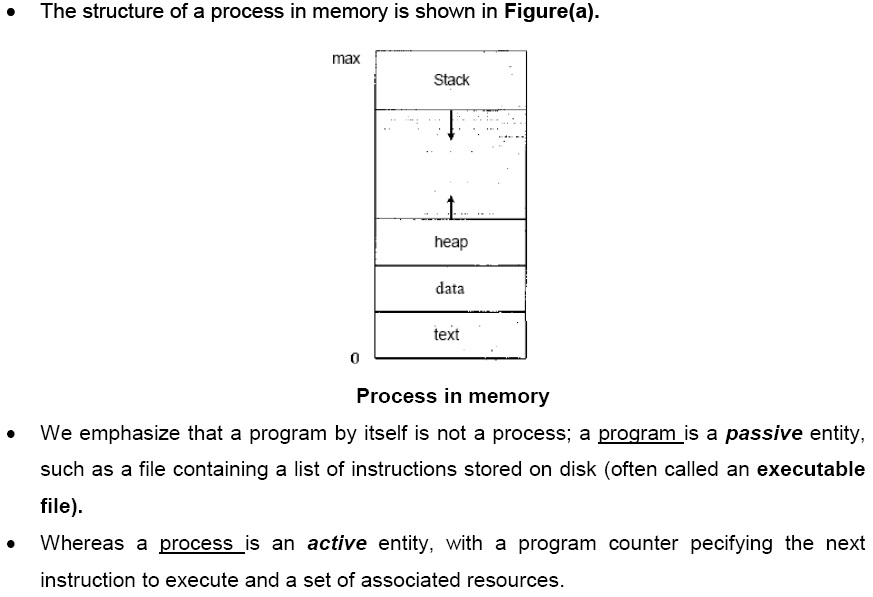 • The structure of a process in memory is shown in Figure(a).
max
Stack
heap
data
text
0
Process in memory
• We emphasize that a program by itself is not a process; a program is a passive entity,
such as a file containing a list of instructions stored on disk (often called an executable
file).
• Whereas a process is an active entity, with a program counter pecifying the next
instruction to execute and a set of associated resources.